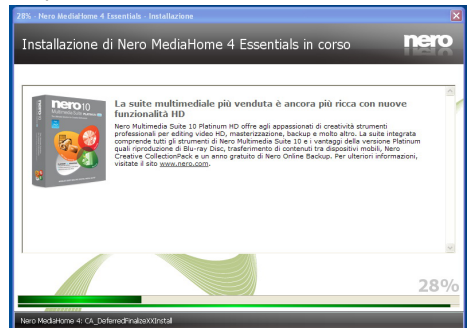 28% - Nero MediaHome 4 Essentials - Installazione
Installazione di Nero MediaHome 4 Essentials in corso
nero
nero 10
Multimedia Suite
La suite multimediale più venduta è ancora più ricca con nuove
funzionalità HD
Nero Multimedia Suite 10 Platinum HD offre agli appassionati di creatività strumenti
professionali per editing video HD, masterizzazione, backup e molto altro. La suite integrata
comprende tutti gli strumenti di Nero Multimedia Suite 10 e i vantaggi della versione Platinum
quali riproduzione di Blu-ray Disc, trasferimento di contenuti tra dispositivi mobili, Nero
Creative CollectionPack e un anno gratuito di Nero Online Backup. Per ulteriori informazioni,
visitate il sito www.nero.com.
28%
Nero MediaHome 4: CA_DeferredFinalizeXXInstall